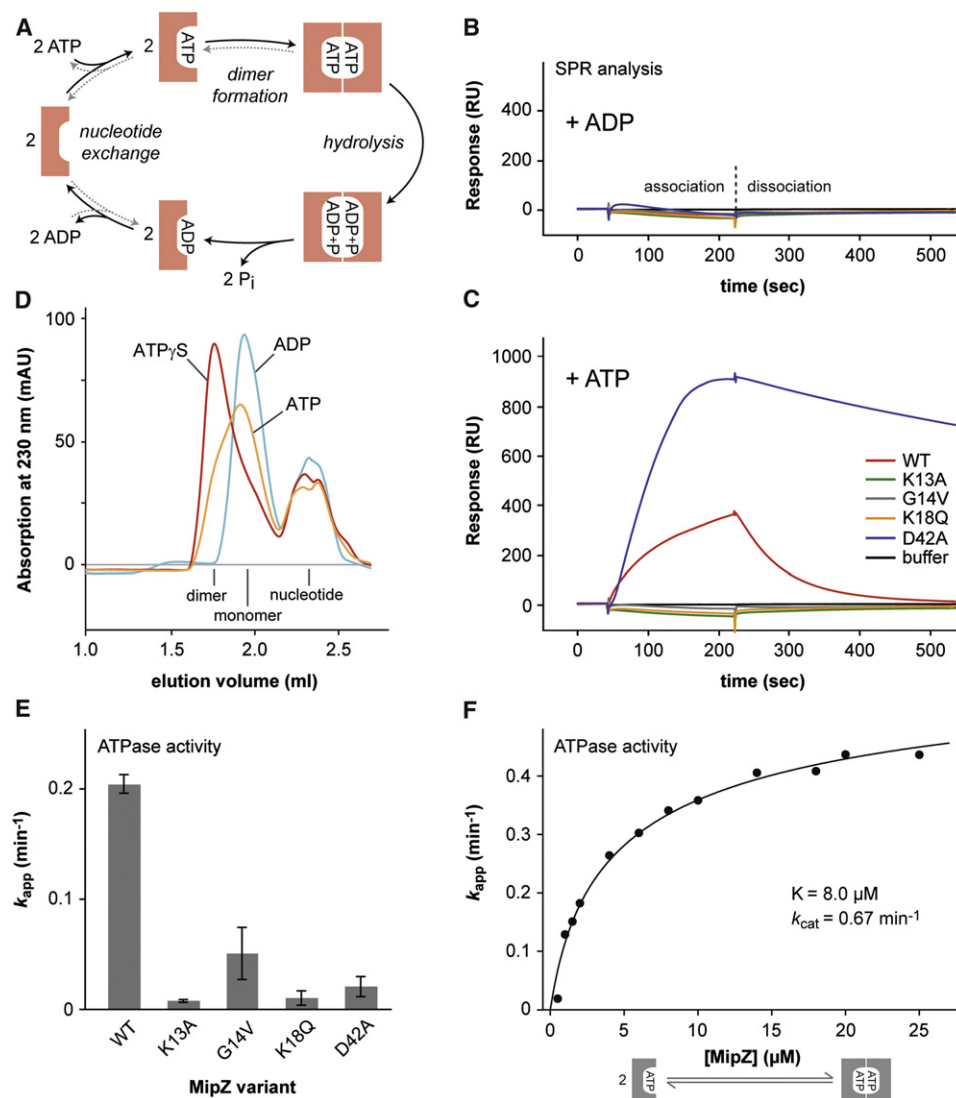 A
2 ATP
2
ATP
ATP
ATP
dimer
formation
2
nucleotide
exchange
hydrolysis
2 ADP
2
ADP
ADP+P
ADP+P
2 Pi
B
SPR analysis
+ ADP
Response (RU)
400
200
0
association
dissociation
0 100 200 300 400 500
time (sec)
C
+ ATP
Response (RU)
1000
800
600
400
200
0
WT
K13A
G14V
K18Q
D42A
buffer
0 100 200 300 400 500
time (sec)
D
Absorption at 230 nm (mAU)
100
50
0
ATPγS
ADP
ATP
dimer
monomer
nucleotide
1.0 1.5 2.0 2.5
elution volume (ml)
E
ATPase activity
kapp (min-1)
0.2
0.1
0
WT K13A G14V K18Q D42A
MipZ variant
F
ATPase activity
kapp (min-1)
0.4
0.3
0.2
0.1
0
K = 8.0 µM
kcat = 0.67 min-1
0 5 10 15 20 25
[MipZ] (µM)
2
ATP
ATP
ATP